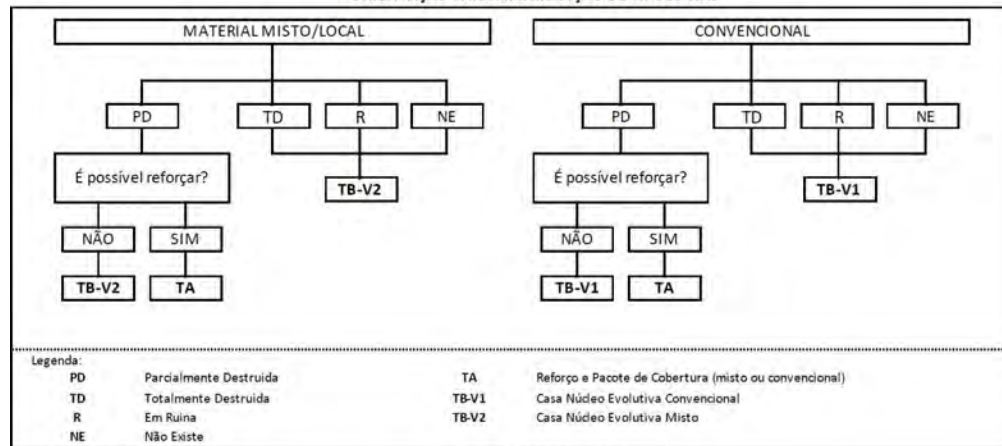 MATERIAL MISTO/LOCAL CONVENCIONAL
PD TD R NE PD TD R NE
É possível reforçar? TB-V2 É possível reforçar? TB-V1
NÃO SIM NÃO SIM
TB-V2 TA TB-V1 TA
Legenda:
PD Parcialmente Destruida TA Reforço e Pacote de Cobertura (misto ou convencional)
TD Totalmente Destruida TB-V1 Casa Núcleo Evolutiva Convencional
R Em Ruina TB-V2 Casa Núcleo Evolutiva Misto
NE Não Existe